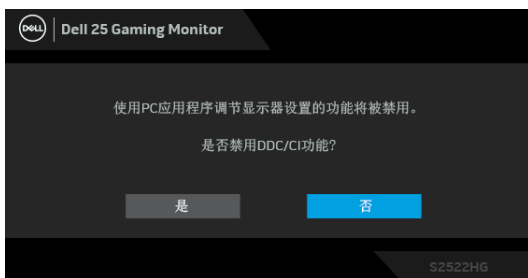 DELL
Dell 25 Gaming Monitor
使用PC应用程序调节显示器设置的功能将被禁用。
是否禁用DDC/CI功能?
是
否
S2522HG